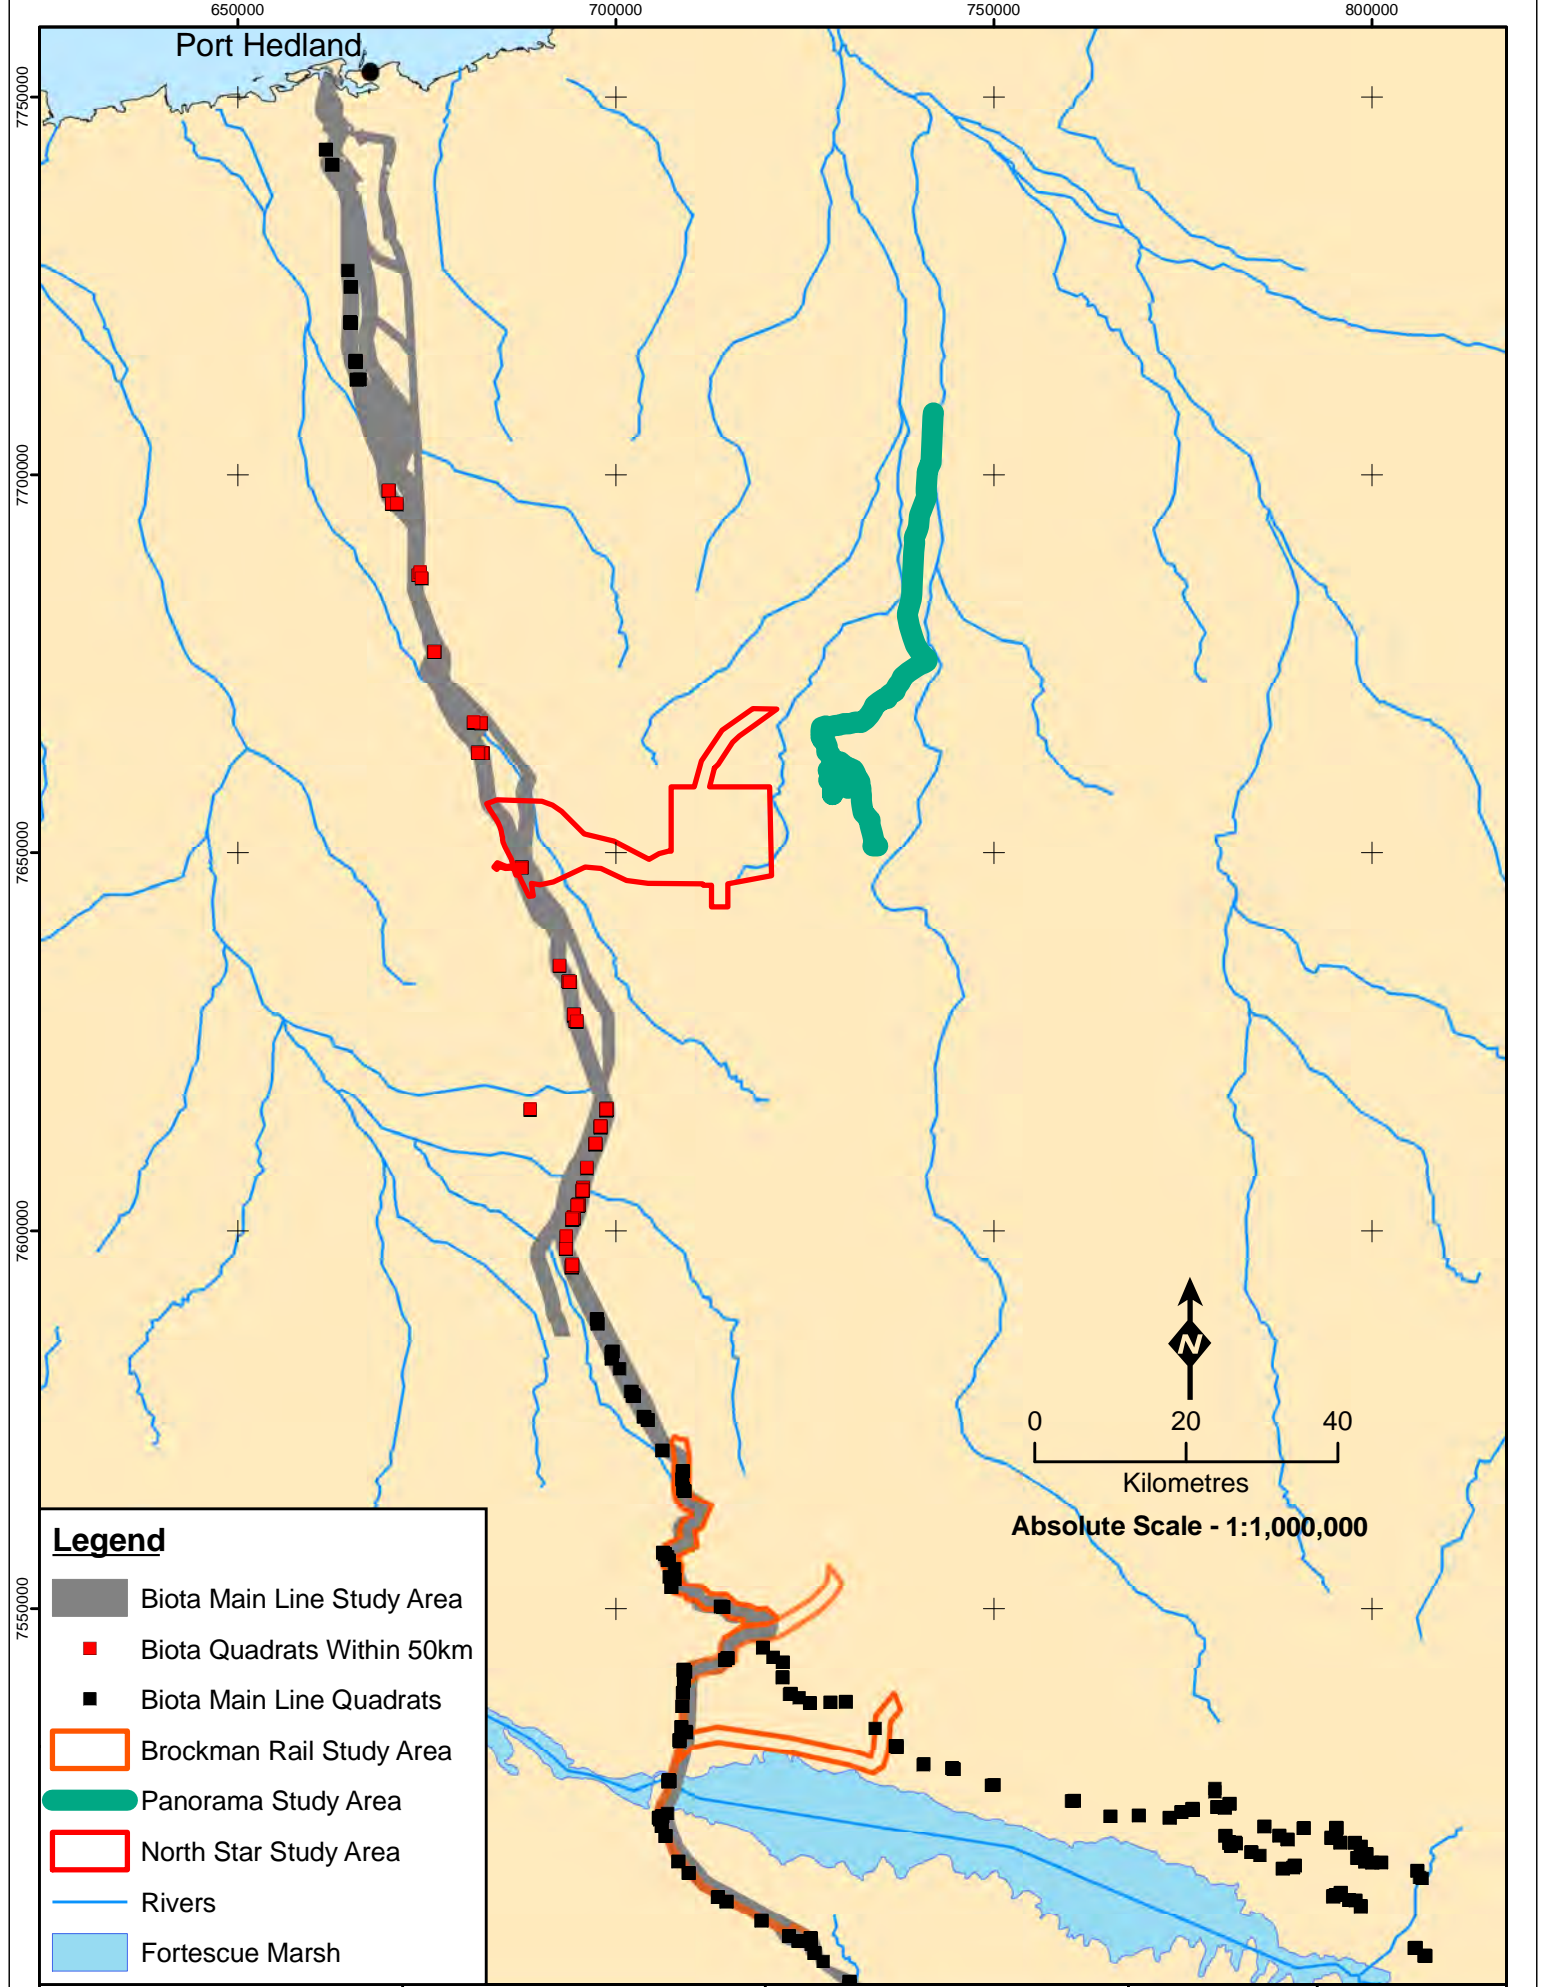 650000 700000 750000 800000
Port Hedland
7750000
7700000
7650000
7600000
7550000
N
0 20 40
Kilometres
Absolute Scale - 1:1,000,000
Legend
Biota Main Line Study Area
Biota Quadrats Within 50km
Biota Main Line Quadrats
Brockman Rail Study Area
Panorama Study Area
North Star Study Area
Rivers
Fortescue Marsh